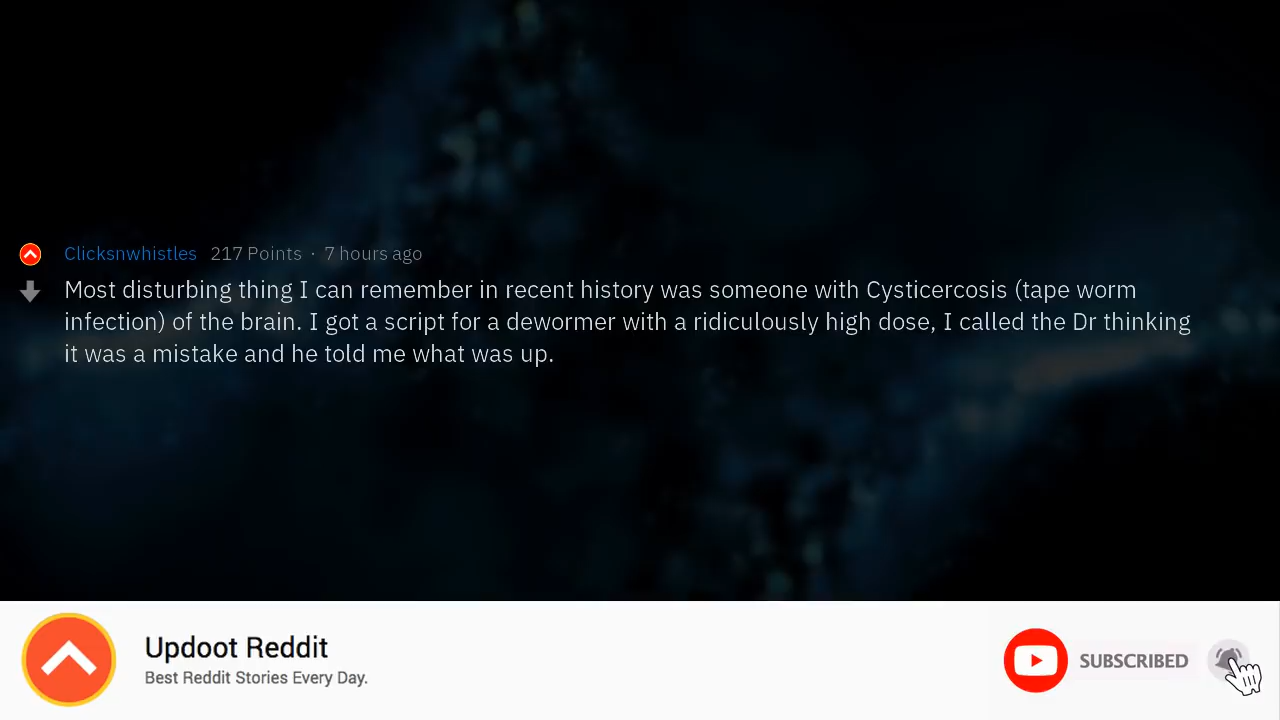 Clicksnwhistles 217 Points · 7 hours ago
Most disturbing thing I can remember in recent history was someone with Cysticercosis (tape worm
infection) of the brain. I got a script for a dewormer with a ridiculously high dose, I called the Dr thinking
it was a mistake and he told me what was up.
Updoot Reddit
Best Reddit Stories Every Day.
SUBSCRIBED